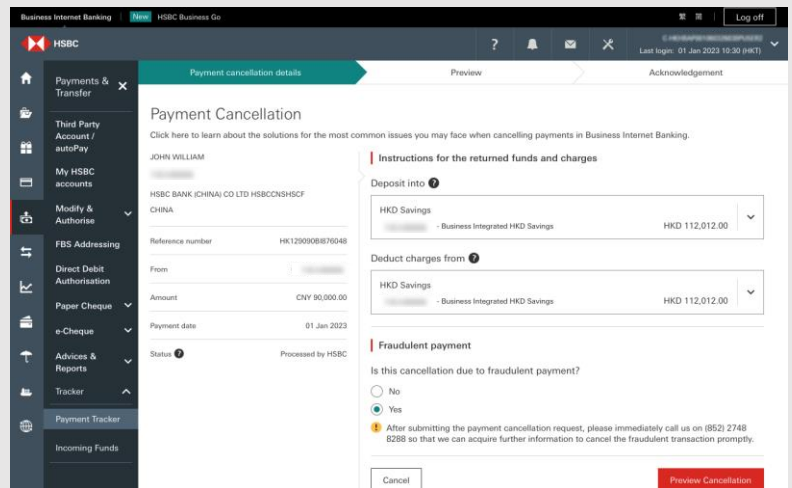 Business Internet Banking New HSBC Business Go 繁 简 Log off
HSBC ?
Last login: 01 Jan 2023 10:30 (HKT)
Payments &
Transfer
Third Party
Account /
autoPay
My HSBC
accounts
Modify &
Authorise
FBS Addressing
Direct Debit
Authorisation
Paper Cheque
e-Cheque
Advices &
Reports
Tracker
Payment Tracker
Incoming Funds
Payment cancellation details Preview Acknowledgement
Payment Cancellation
Click here to learn about the solutions for the most common issues you may face when cancelling payments in Business Internet Banking.
JOHN WILLIAM
HSBC BANK (CHINA) CO LTD HSBCCNSHSCF
CHINA
Reference number HK129090BI876048
From
Amount CNY 90,000.00
Payment date 01 Jan 2023
Status ? Processed by HSBC
Instructions for the returned funds and charges
Deposit into ?
HKD Savings
- Business Integrated HKD Savings HKD 112,012.00
Deduct charges from ?
HKD Savings
- Business Integrated HKD Savings HKD 112,012.00
Fraudulent payment
Is this cancellation due to fraudulent payment?
No
Yes
! After submitting the payment cancellation request, please immediately call us on (852) 2748
8288 so that we can acquire further information to cancel the fraudulent transaction promptly.
Cancel Preview Cancellation